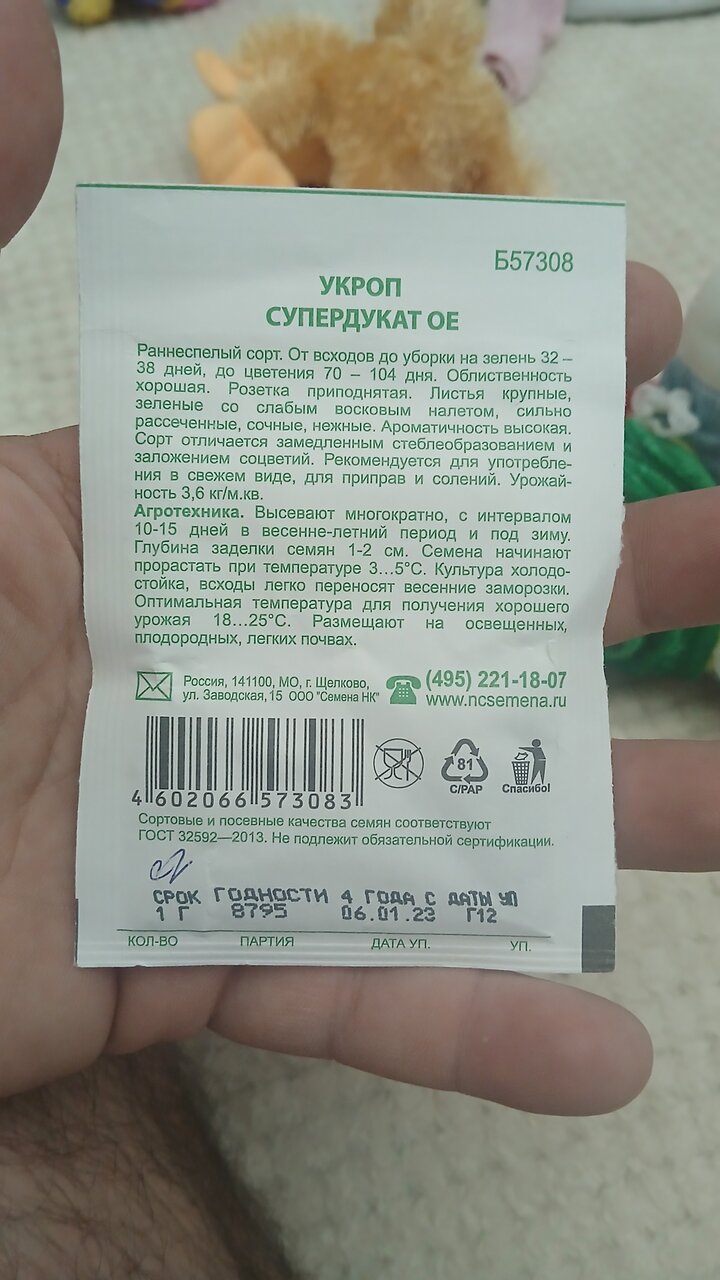 Б57308
УКРОП
СУПЕРДУКАТ ОЕ
Раннеспелый сорт. От всходов до уборки на зелень 32 –
38 дней, до цветения 70 – 104 дня. Облиственность
хорошая. Розетка приподнятая. Листья крупные,
зеленые со слабым восковым налетом, сильно
рассеченные, сочные, нежные. Ароматичность высокая.
Сорт отличается замедленным стеблеобразованием и
заложением соцветий. Рекомендуется для употребле-
ния в свежем виде, для приправ и солений. Урожай-
ность 3,6 кг/м.кв.
Агротехника. Высевают многократно, с интервалом
10-15 дней в весенне-летний период и под зиму.
Глубина заделки семян 1-2 см. Семена начинают
прорастать при температуре 3...5°С. Культура холодо-
стойка, всходы легко переносят весенние заморозки.
Оптимальная температура для получения хорошего
урожая 18...25°С. Размещают на освещенных,
плодородных, легких почвах.
Россия, 141100, МО, г. Щелково,
ул. Заводская, 15 ООО "Семена НК"
(495) 221-18-07
www.ncsemena.ru
4 602066 573083
81
C/PAP
Спасибо!
Сортовые и посевные качества семян соответствуют
ГОСТ 32592—2013. Не подлежит обязательной сертификации.
СРОК ГОДНОСТИ 4 ГОДА С ДАТЫ УП
1 Г 8795 06.01.23 Г12
КОЛ-ВО ПАРТИЯ ДАТА УП. УП.